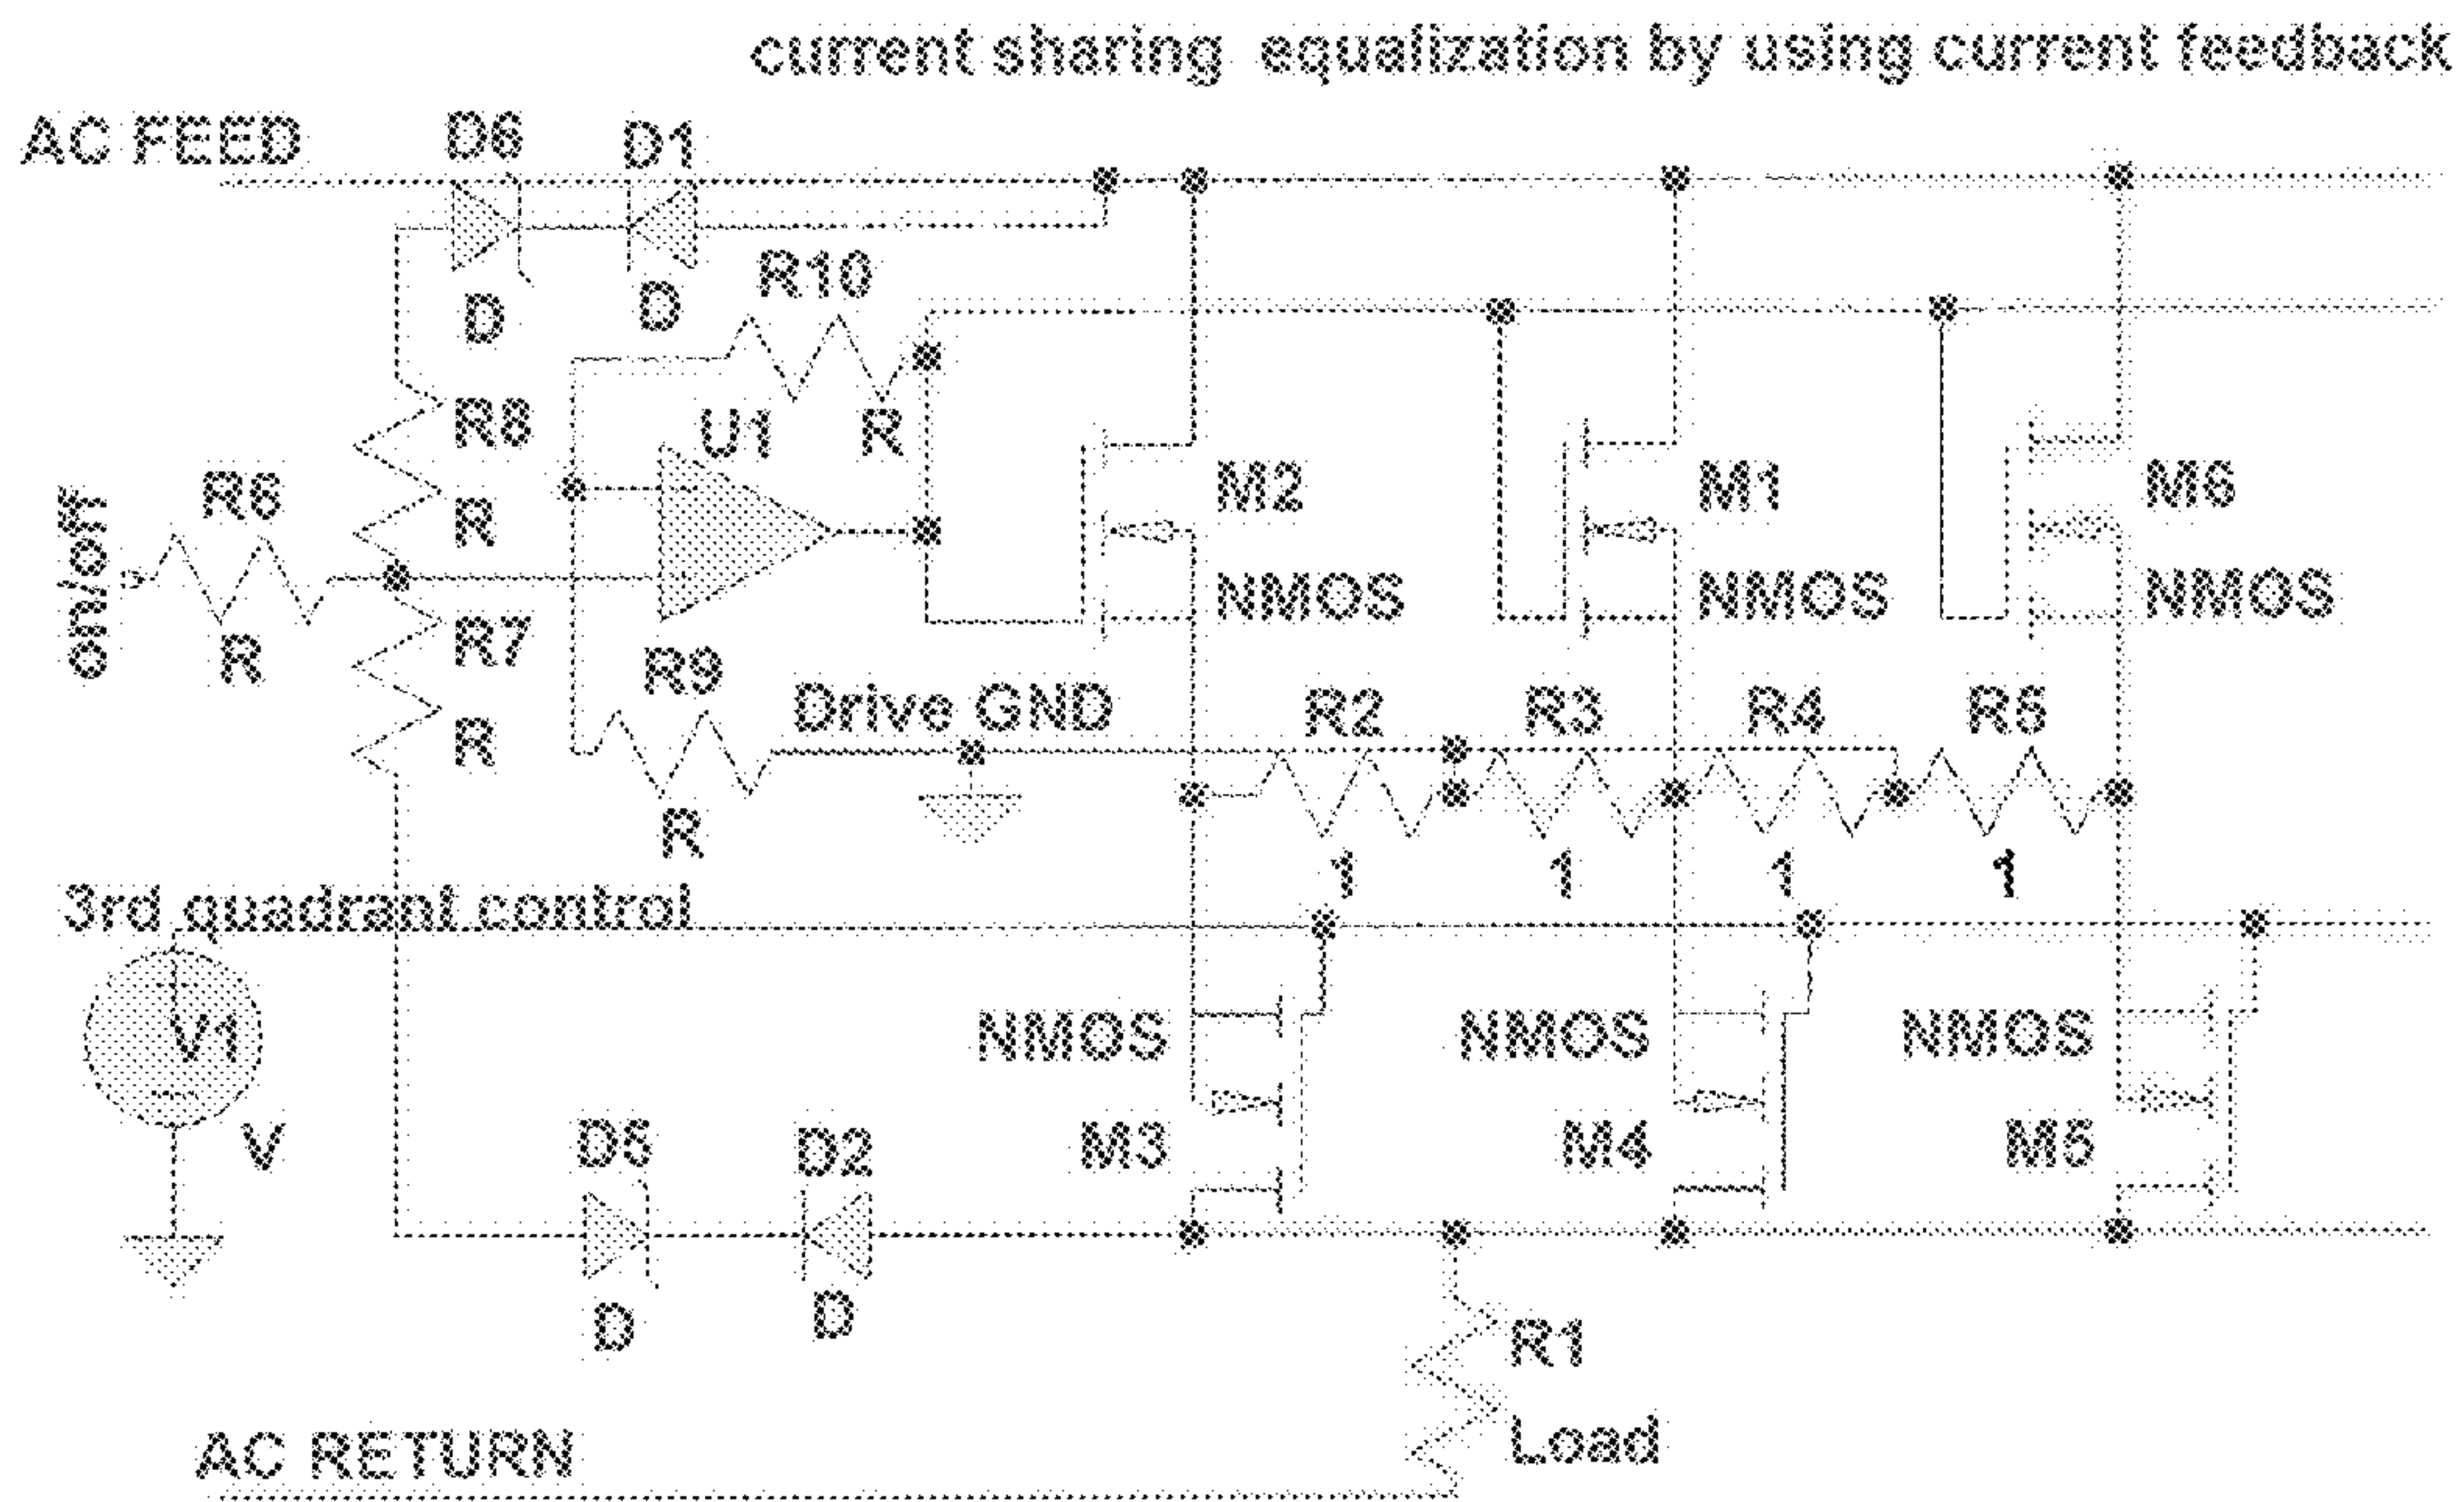 current sharing equalization by using current feedback
AC FEED
D6
D1
D
D
R10
R
U1
R8
R
R6
R
on/off
R7
R
R9
R
Drive GND
M2
NMOS
M1
NMOS
M6
NMOS
R2
R3
R4
R5
1
1
1
1
3rd quadrant control
V1
V
NMOS
M3
NMOS
M4
NMOS
M5
D5
D2
D
D
R1
Load
AC RETURN